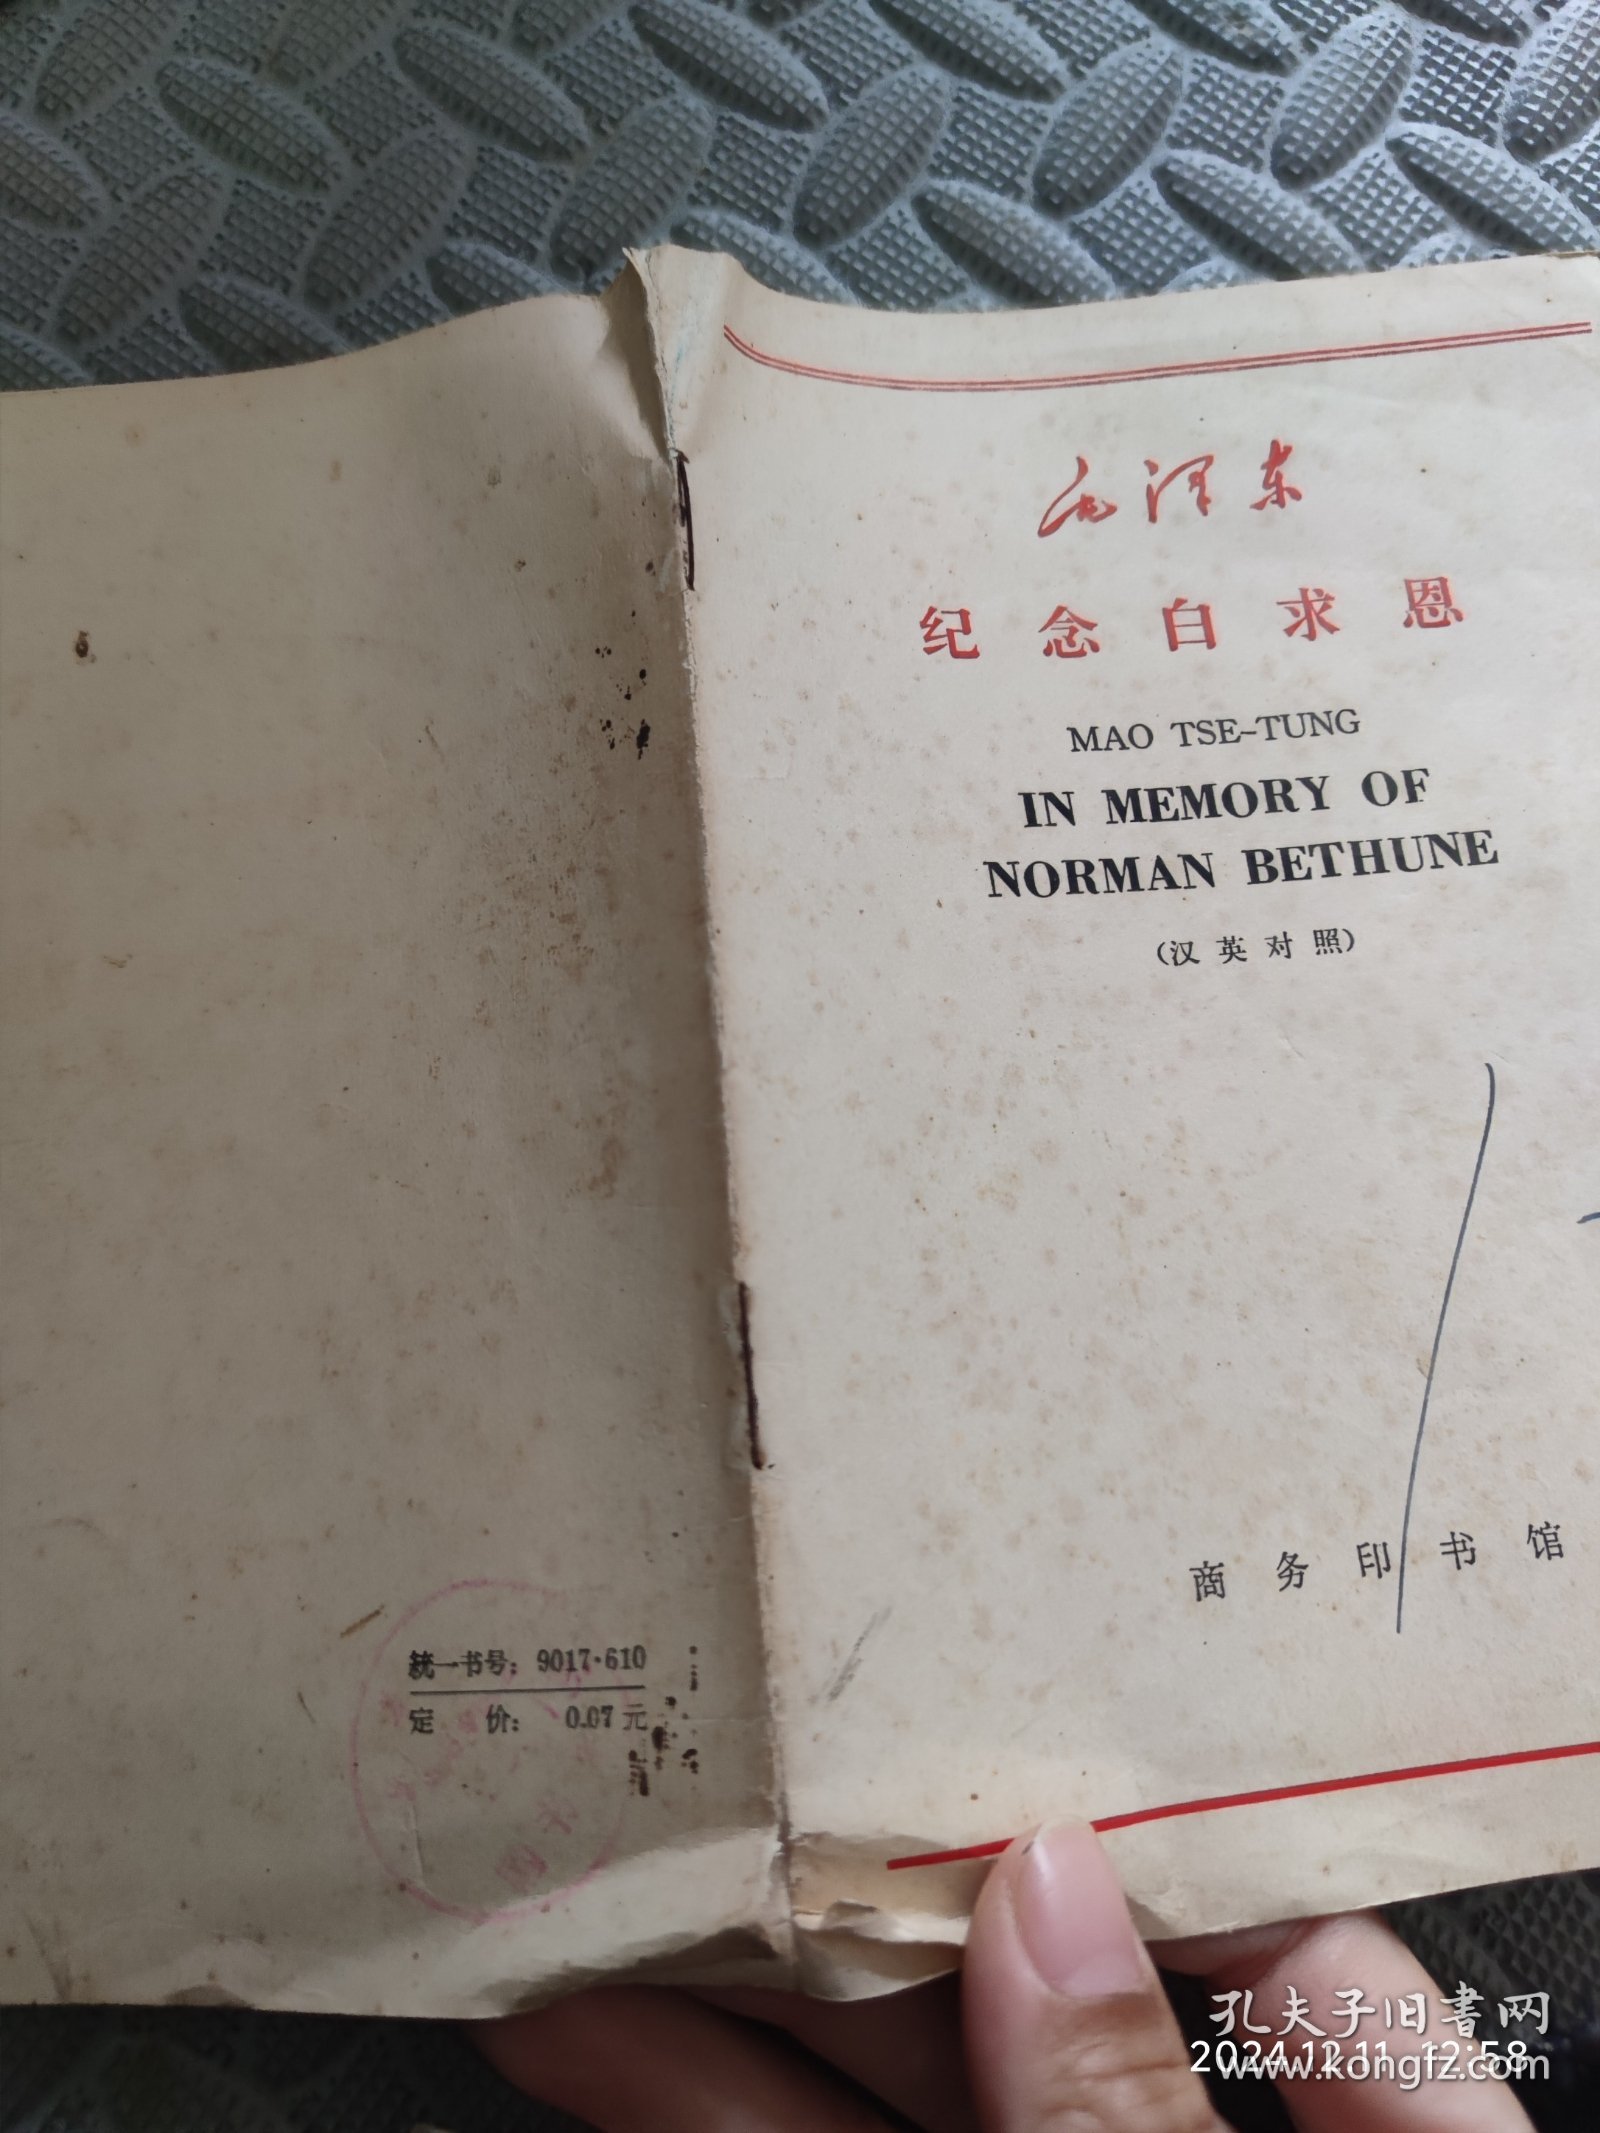 毛泽东
纪念白求恩
MAO TSE-TUNG
IN MEMORY OF
NORMAN BETHUNE
(汉英对照)
商务印书馆
统一书号: 9017·610
定 价: 0.07元
孔夫子旧書网
2024.12.11 12:58
www.kongfz.com